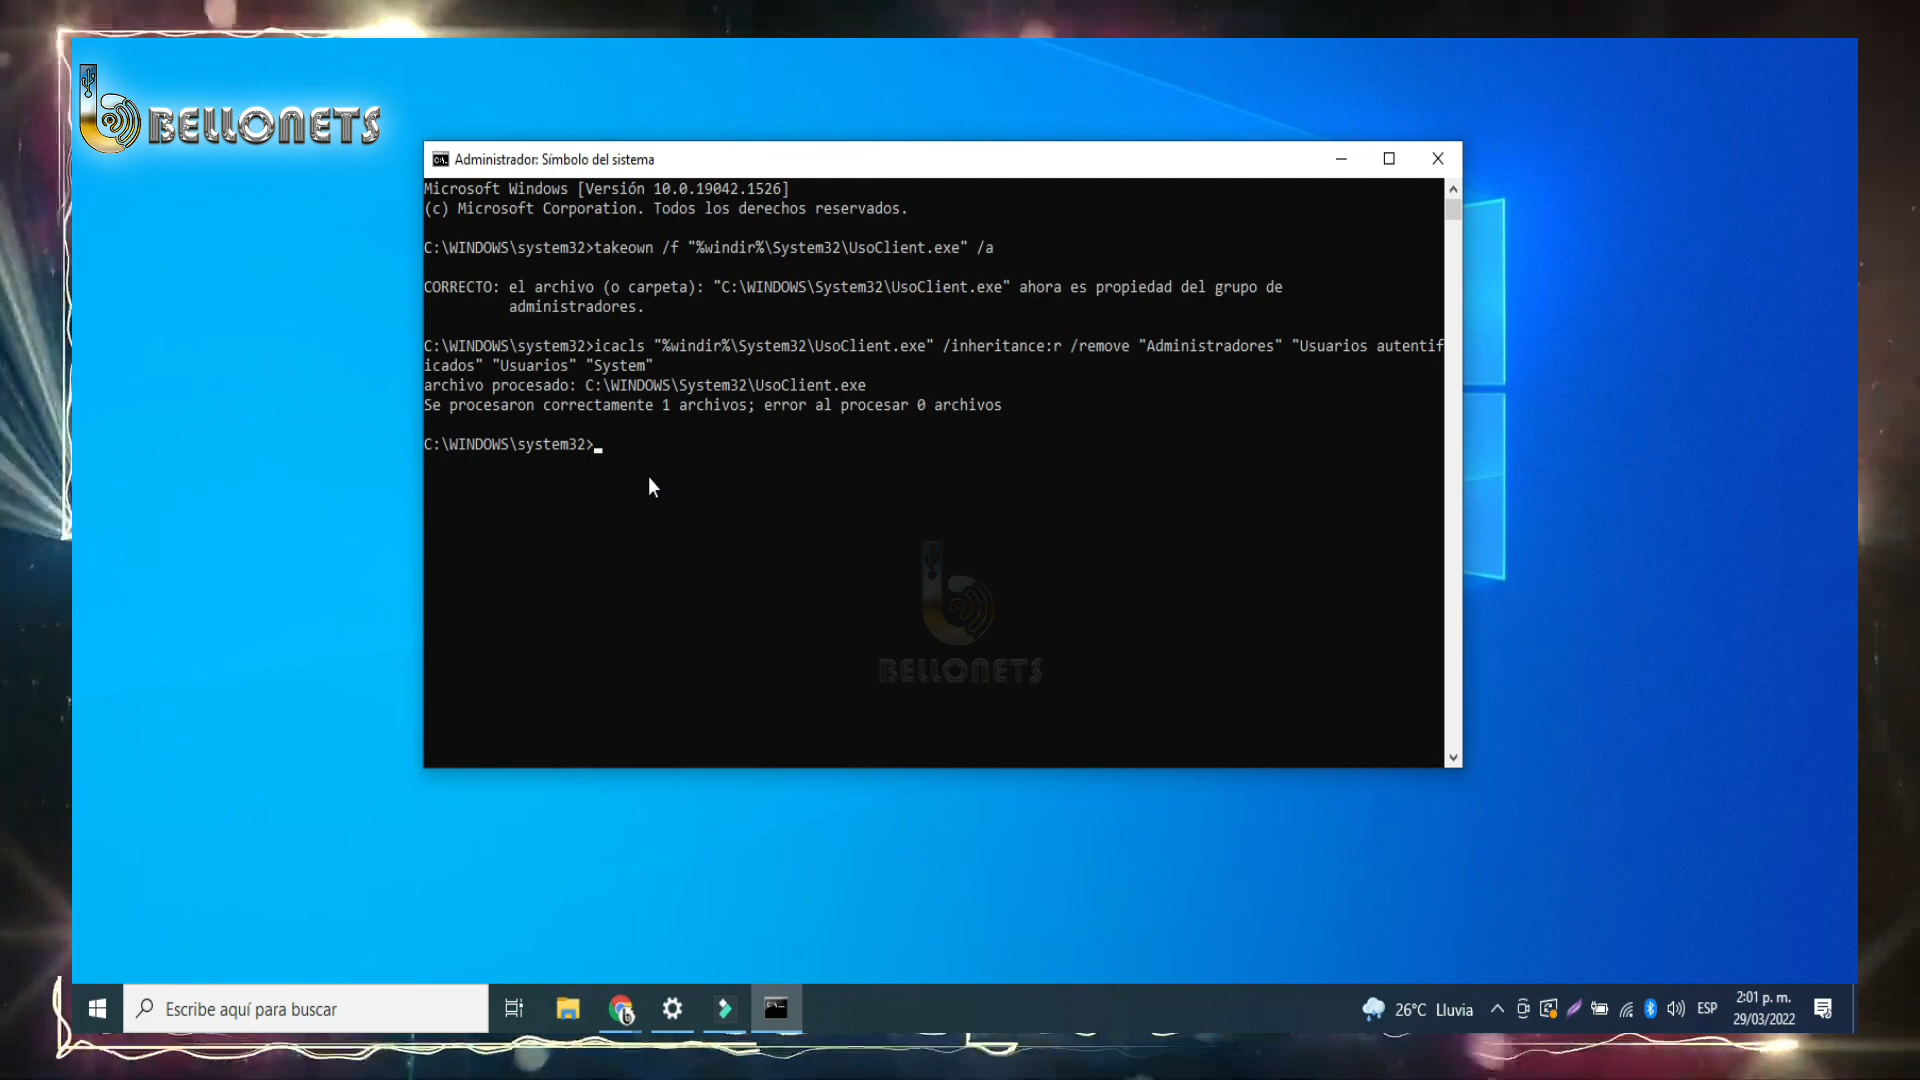 BELLONETS
Administrador: Símbolo del sistema
Microsoft Windows [Versión 10.0.19042.1526]
(c) Microsoft Corporation. Todos los derechos reservados.
C:\WINDOWS\system32>takeown /f "%windir%\System32\UsoClient.exe" /a
CORRECTO: el archivo (o carpeta): "C:\WINDOWS\System32\UsoClient.exe" ahora es propiedad del grupo de
administradores.
C:\WINDOWS\system32>icacls "%windir%\System32\UsoClient.exe" /inheritance:r /remove "Administradores" "Usuarios autentif
icados" "Usuarios" "System"
archivo procesado: C:\WINDOWS\System32\UsoClient.exe
Se procesaron correctamente 1 archivos; error al procesar 0 archivos
C:\WINDOWS\system32>
BELLONETS
Escribe aquí para buscar
26°C Lluvia
ESP
2:01 p. m.
29/03/2022